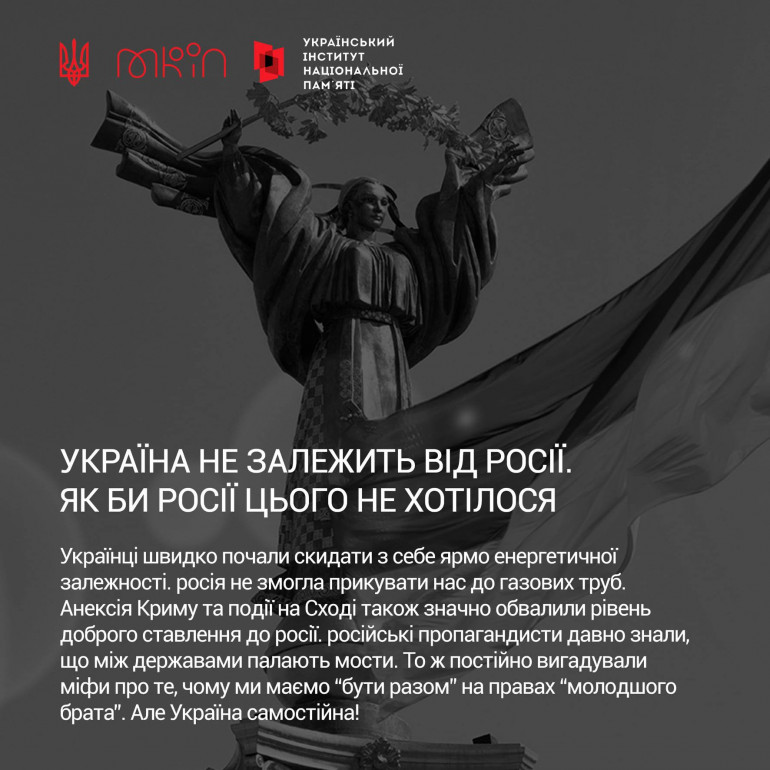 МКІП
УКРАЇНСЬКИЙ
ІНСТИТУТ
НАЦІОНАЛЬНОЇ
ПАМ´ЯТІ
УКРАЇНА НЕ ЗАЛЕЖИТЬ ВІД РОСІЇ.
ЯК БИ РОСІЇ ЦЬОГО НЕ ХОТІЛОСЯ
Українці швидко почали скидати з себе ярмо енергетичної
залежності. росія не змогла прикувати нас до газових труб.
Анексія Криму та події на Сході також значно обвалили рівень
доброго ставлення до росії. російські пропагандисти давно знали,
що між державами палають мости. То ж постійно вигадували
міфи про те, чому ми маємо “бути разом” на правах “молодшого
брата”. Але Україна самостійна!